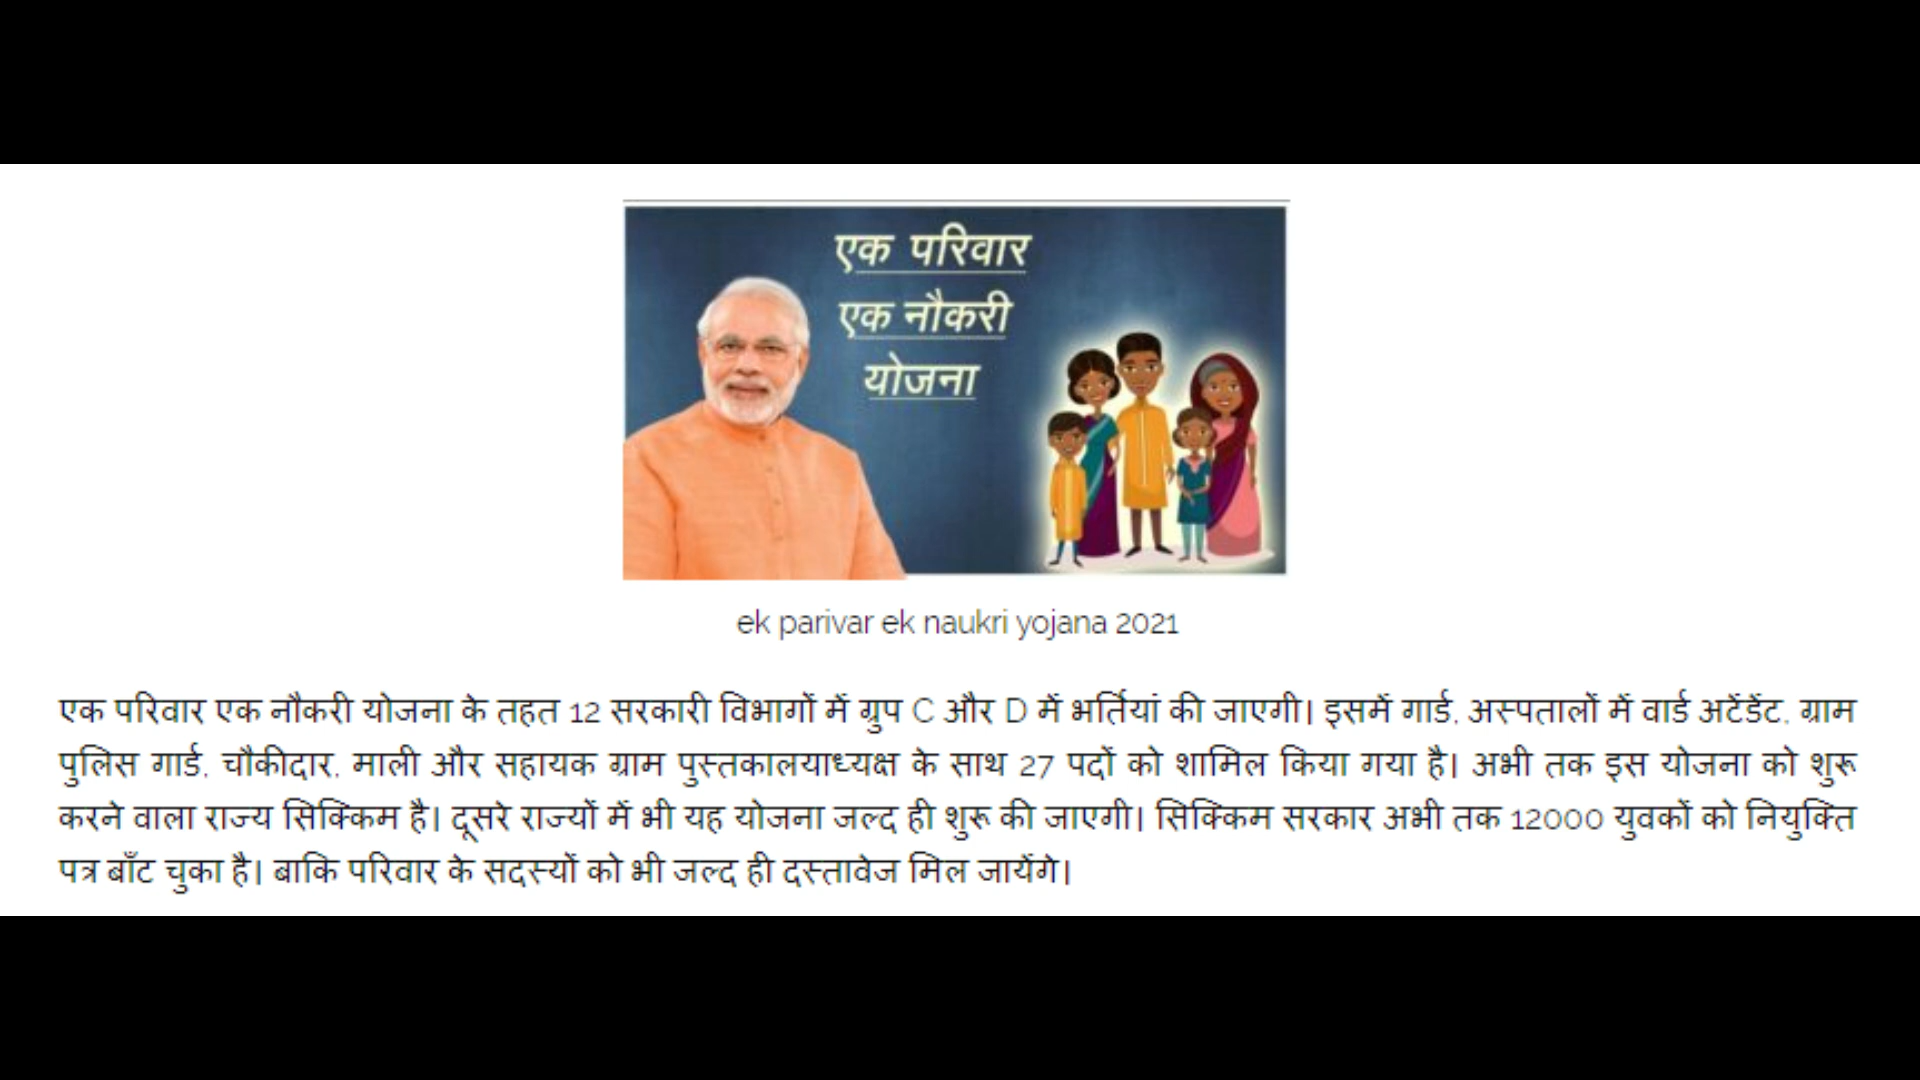 एक परिवार
एक नौकरी
योजना
ek parivar ek naukri yojana 2021
एक परिवार एक नौकरी योजना के तहत 12 सरकारी विभागों में ग्रुप C और D में भर्तियां की जाएगी। इसमें गार्ड, अस्पतालों में वार्ड अटेंडेंट, ग्राम
पुलिस गार्ड, चौकीदार, माली और सहायक ग्राम पुस्तकालयाध्यक्ष के साथ 27 पदों को शामिल किया गया है। अभी तक इस योजना को शुरू
करने वाला राज्य सिक्किम है। दूसरे राज्यों में भी यह योजना जल्द ही शुरू की जाएगी। सिक्किम सरकार अभी तक 12000 युवकों को नियुक्ति
पत्र बाँट चुका है। बाकि परिवार के सदस्यों को भी जल्द ही दस्तावेज मिल जायेंगे।